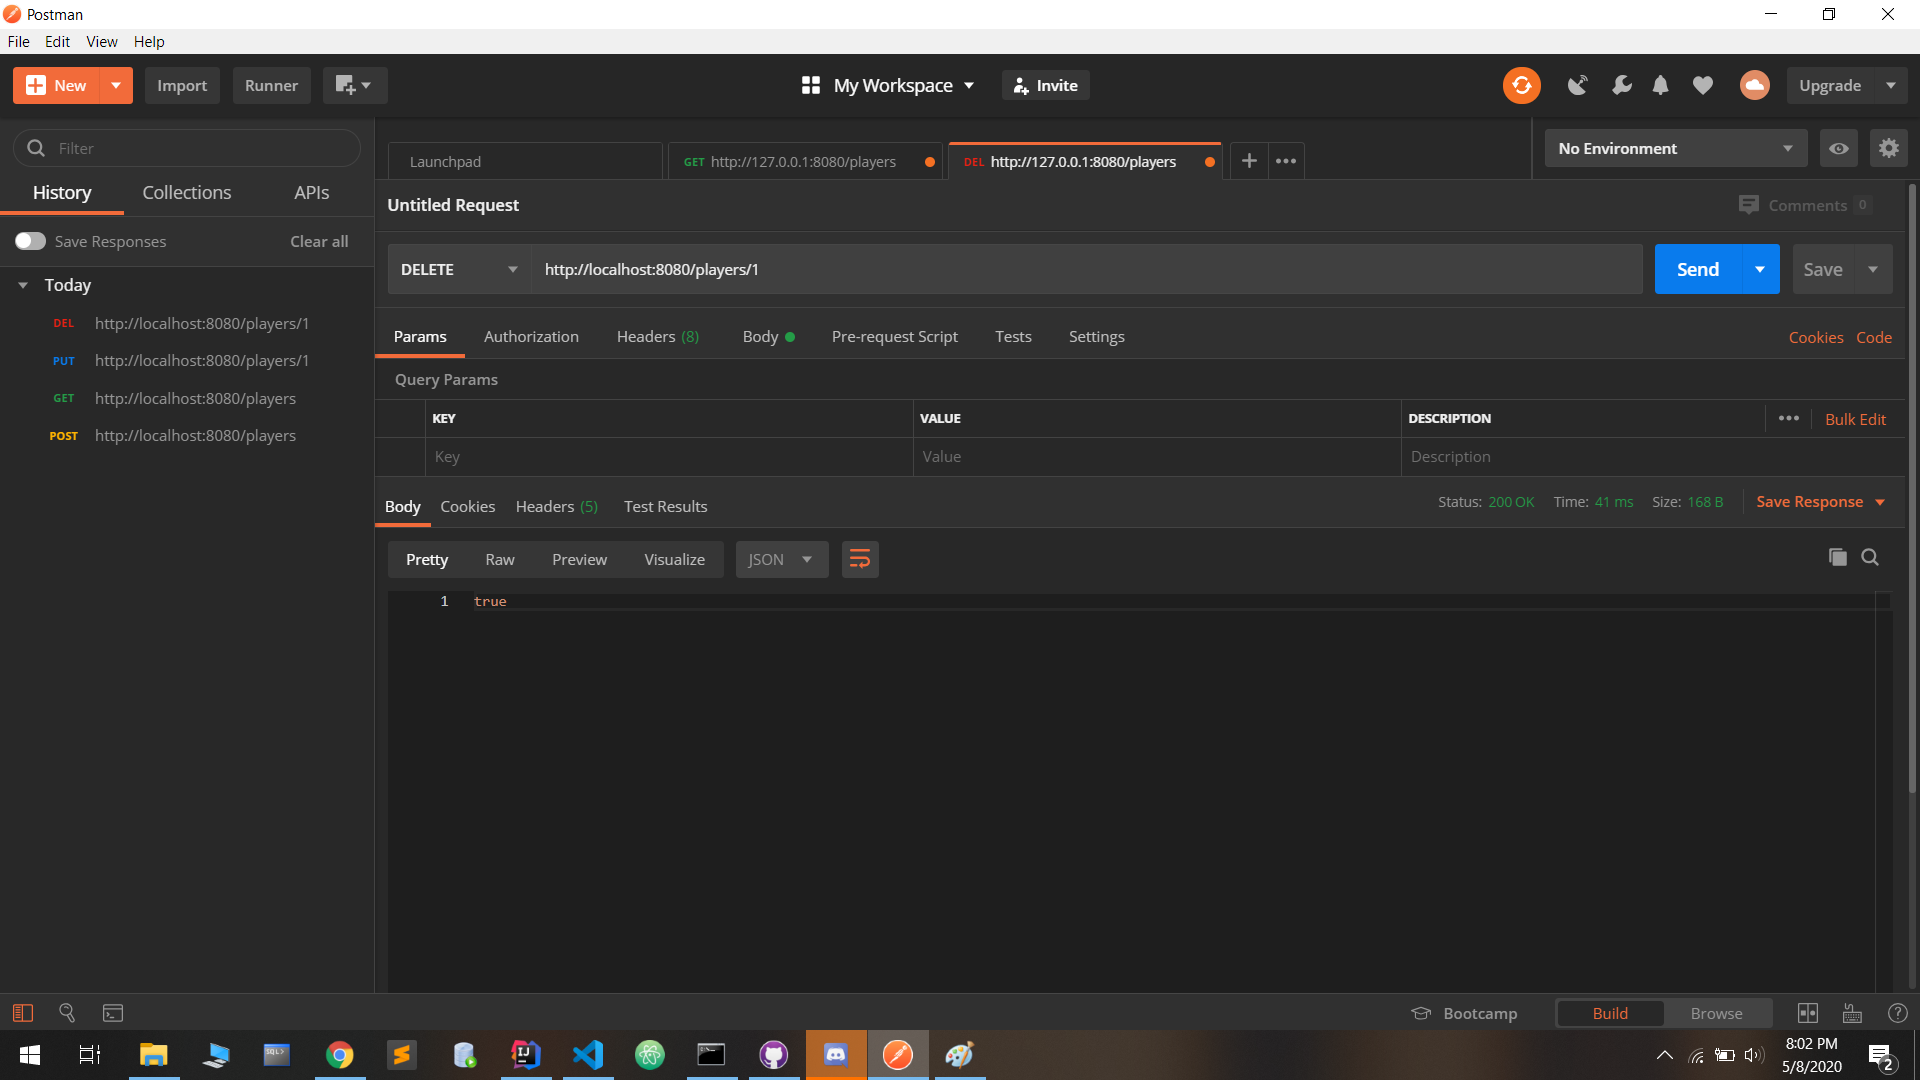 Postman
File Edit View Help
New Import Runner My Workspace Invite Upgrade
Filter
Launchpad GET http://127.0.0.1:8080/players DEL http://127.0.0.1:8080/players No Environment
History Collections APIs
Untitled Request Comments 0
Save Responses Clear all
DELETE http://localhost:8080/players/1 Send Save
Today
DEL http://localhost:8080/players/1
PUT http://localhost:8080/players/1
GET http://localhost:8080/players
POST http://localhost:8080/players
Params Authorization Headers (8) Body Pre-request Script Tests Settings Cookies Code
Query Params
KEY VALUE DESCRIPTION Bulk Edit
Key Value Description
Body Cookies Headers (5) Test Results Status: 200 OK Time: 41 ms Size: 168 B Save Response
Pretty Raw Preview Visualize JSON
1 true
Bootcamp Build Browse
8:02 PM
5/8/2020
2